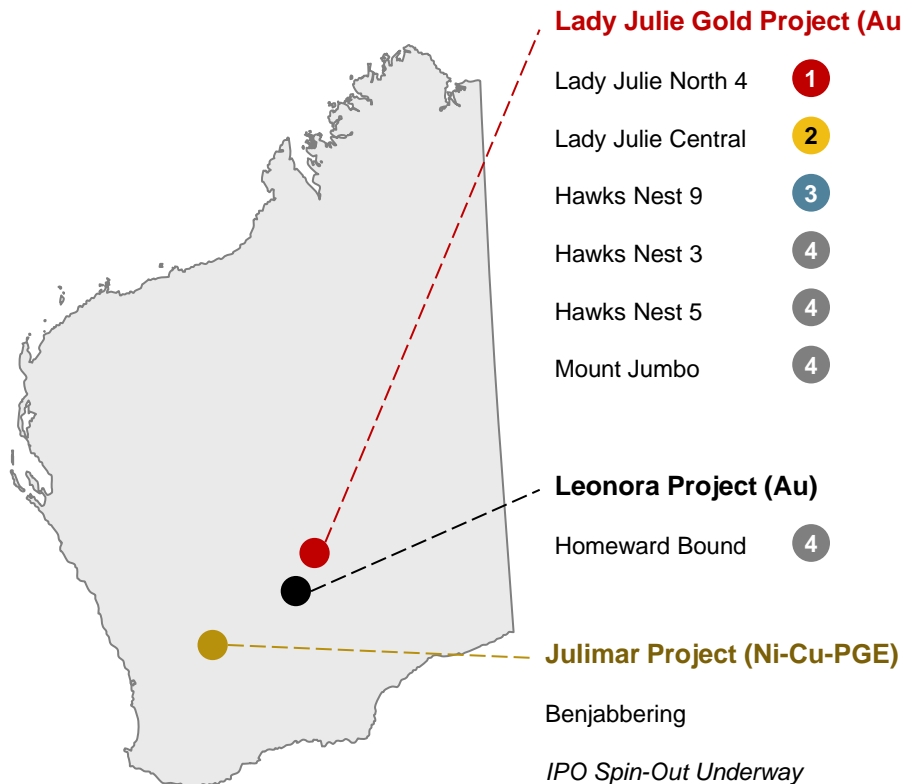 Lady Julie Gold Project (Au
Lady Julie North 4 1
Lady Julie Central 2
Hawks Nest 9 3
Hawks Nest 3 4
Hawks Nest 5 4
Mount Jumbo 4
Leonora Project (Au)
Homeward Bound 4
Julimar Project (Ni-Cu-PGE)
Benjabbering
IPO Spin-Out Underway